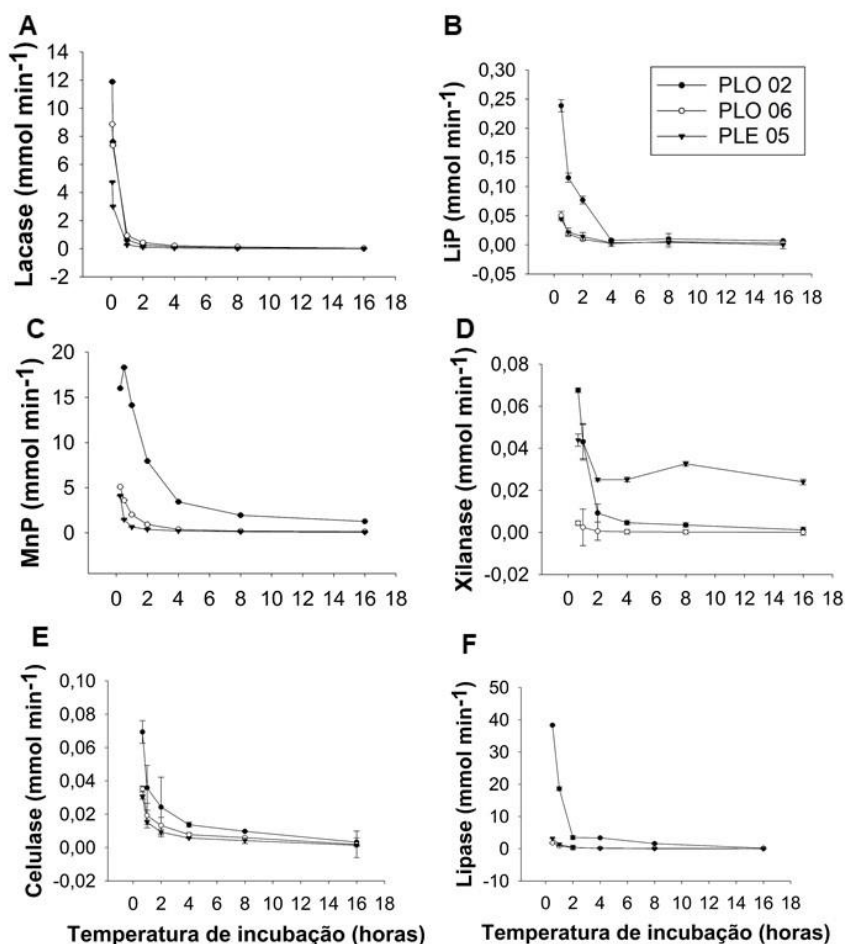 A
Lacase (mmol min-1)
14
12
10
8
6
4
2
0
-2
0 2 4 6 8 10 12 14 16 18
B
LiP (mmol min-1)
0,30
0,25
0,20
0,15
0,10
0,05
0,00
-0,05
0 2 4 6 8 10 12 14 16 18
PLO 02
PLO 06
PLE 05
C
MnP (mmol min-1)
20
15
10
5
0
0 2 4 6 8 10 12 14 16 18
D
Xilanase (mmol min-1)
0,08
0,06
0,04
0,02
0,00
-0,02
0 2 4 6 8 10 12 14 16 18
E
Celulase (mmol min-1)
0,10
0,08
0,06
0,04
0,02
0,00
-0,02
0 2 4 6 8 10 12 14 16 18
Temperatura de incubação (horas)
F
Lipase (mmol min-1)
50
40
30
20
10
0
-10
0 2 4 6 8 10 12 14 16 18
Temperatura de incubação (horas)